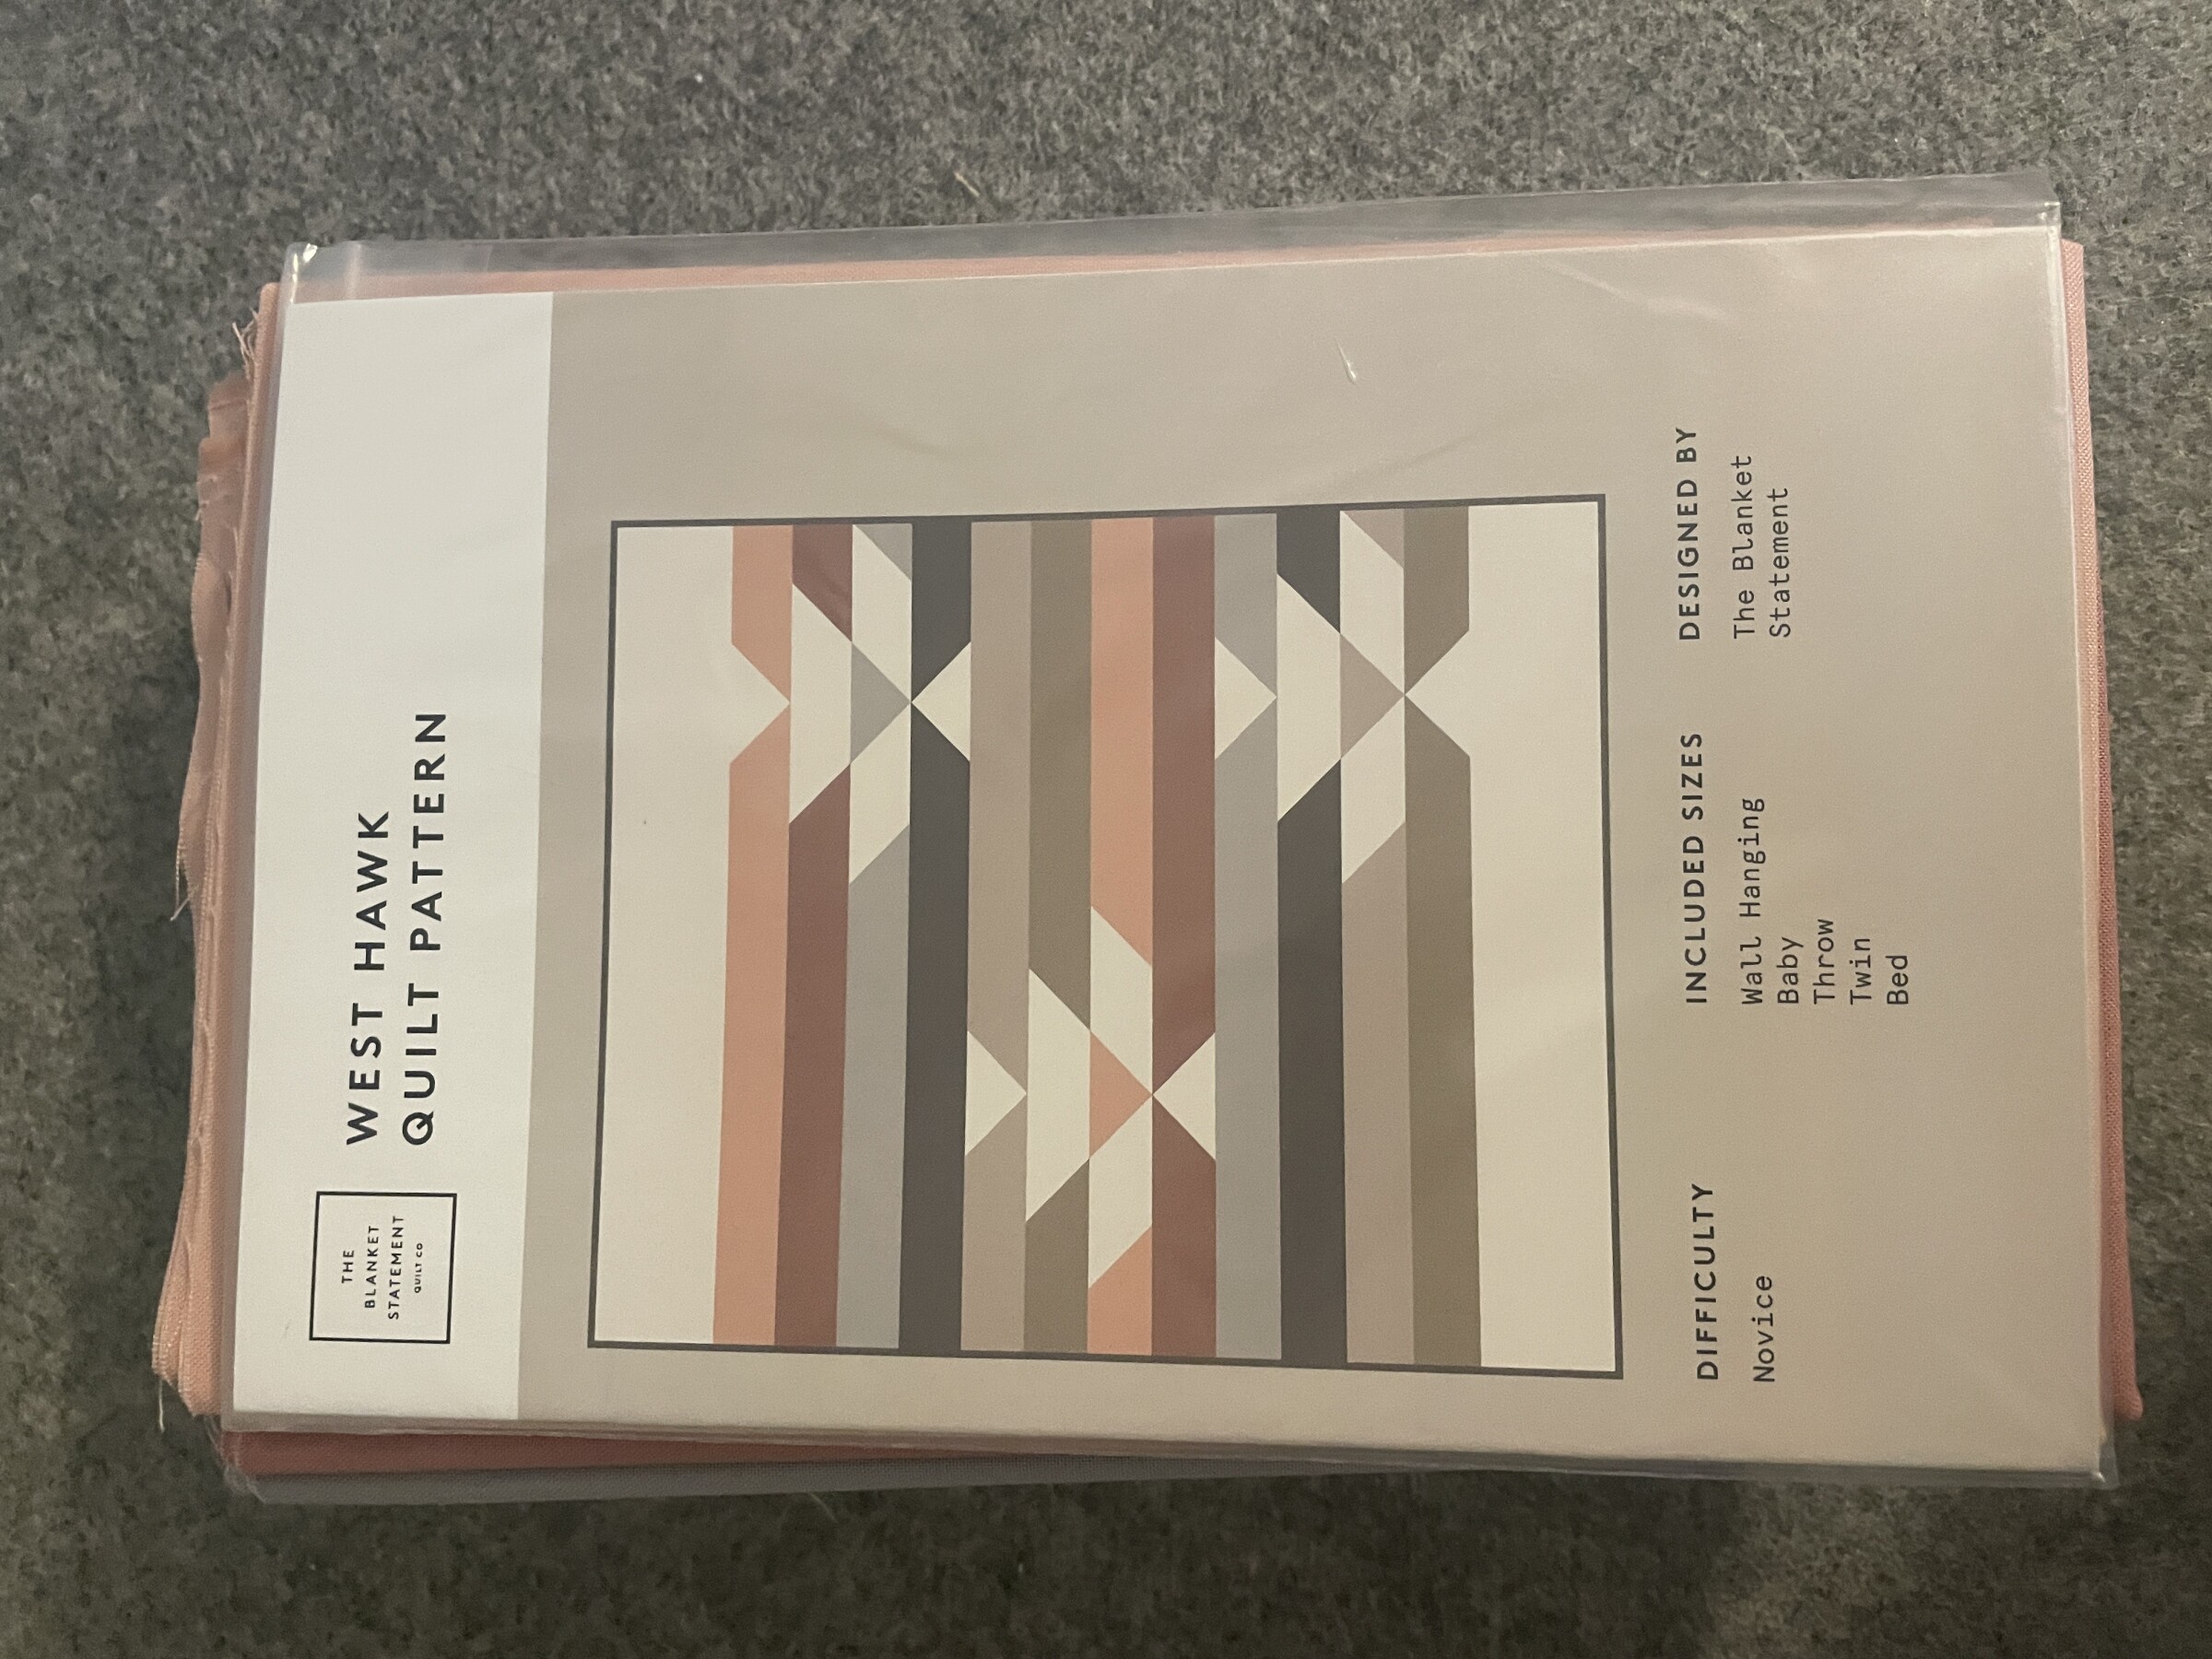 THE
BLANKET
STATEMENT
QUILT CO
WEST HAWK
QUILT PATTERN
DIFFICULTY
Novice
INCLUDED SIZES
Wall Hanging
Baby
Throw
Twin
Bed
DESIGNED BY
The Blanket
Statement